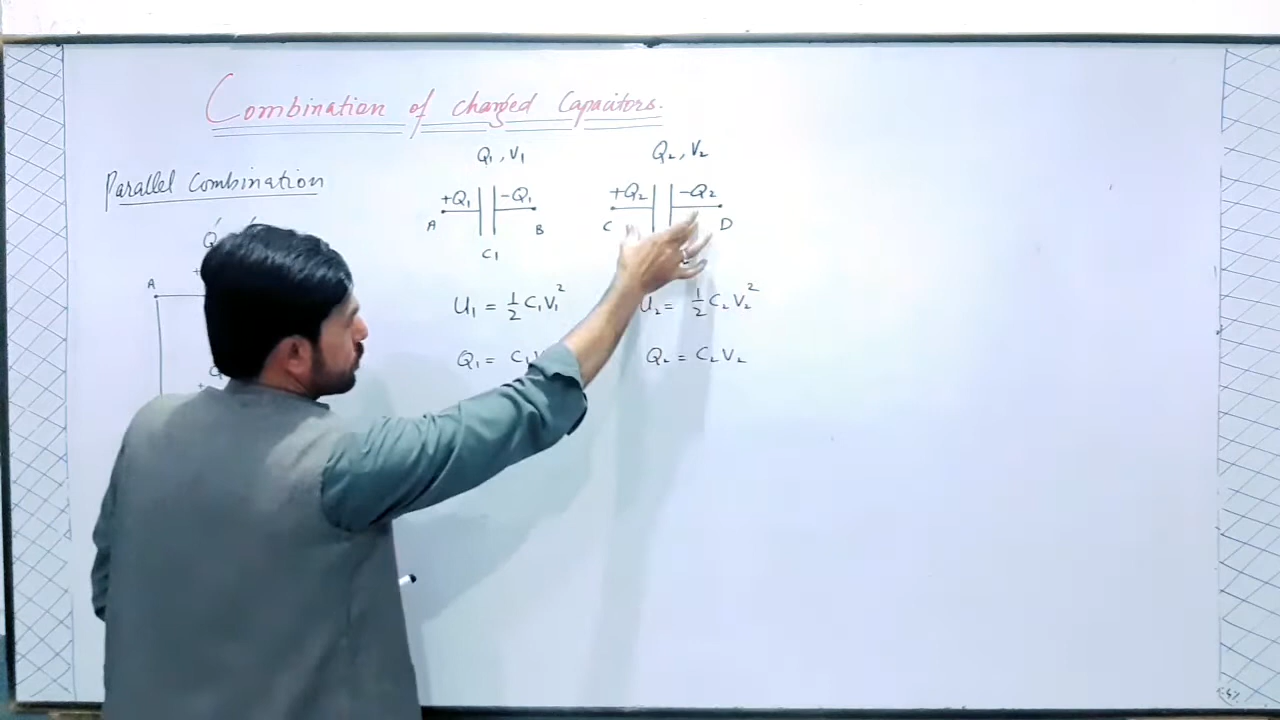 Combination of charged Capacitors.
Parallel Combination
Q₁, V₁
Q₂, V₂
+Q₁ -Q₁
+Q₂ -Q₂
A B
C D
C₁
A
U₁ = 1/2 C₁V₁²
U₂ = 1/2 C₂V₂²
Q₁ = C₁V
Q₂ = C₂V₂